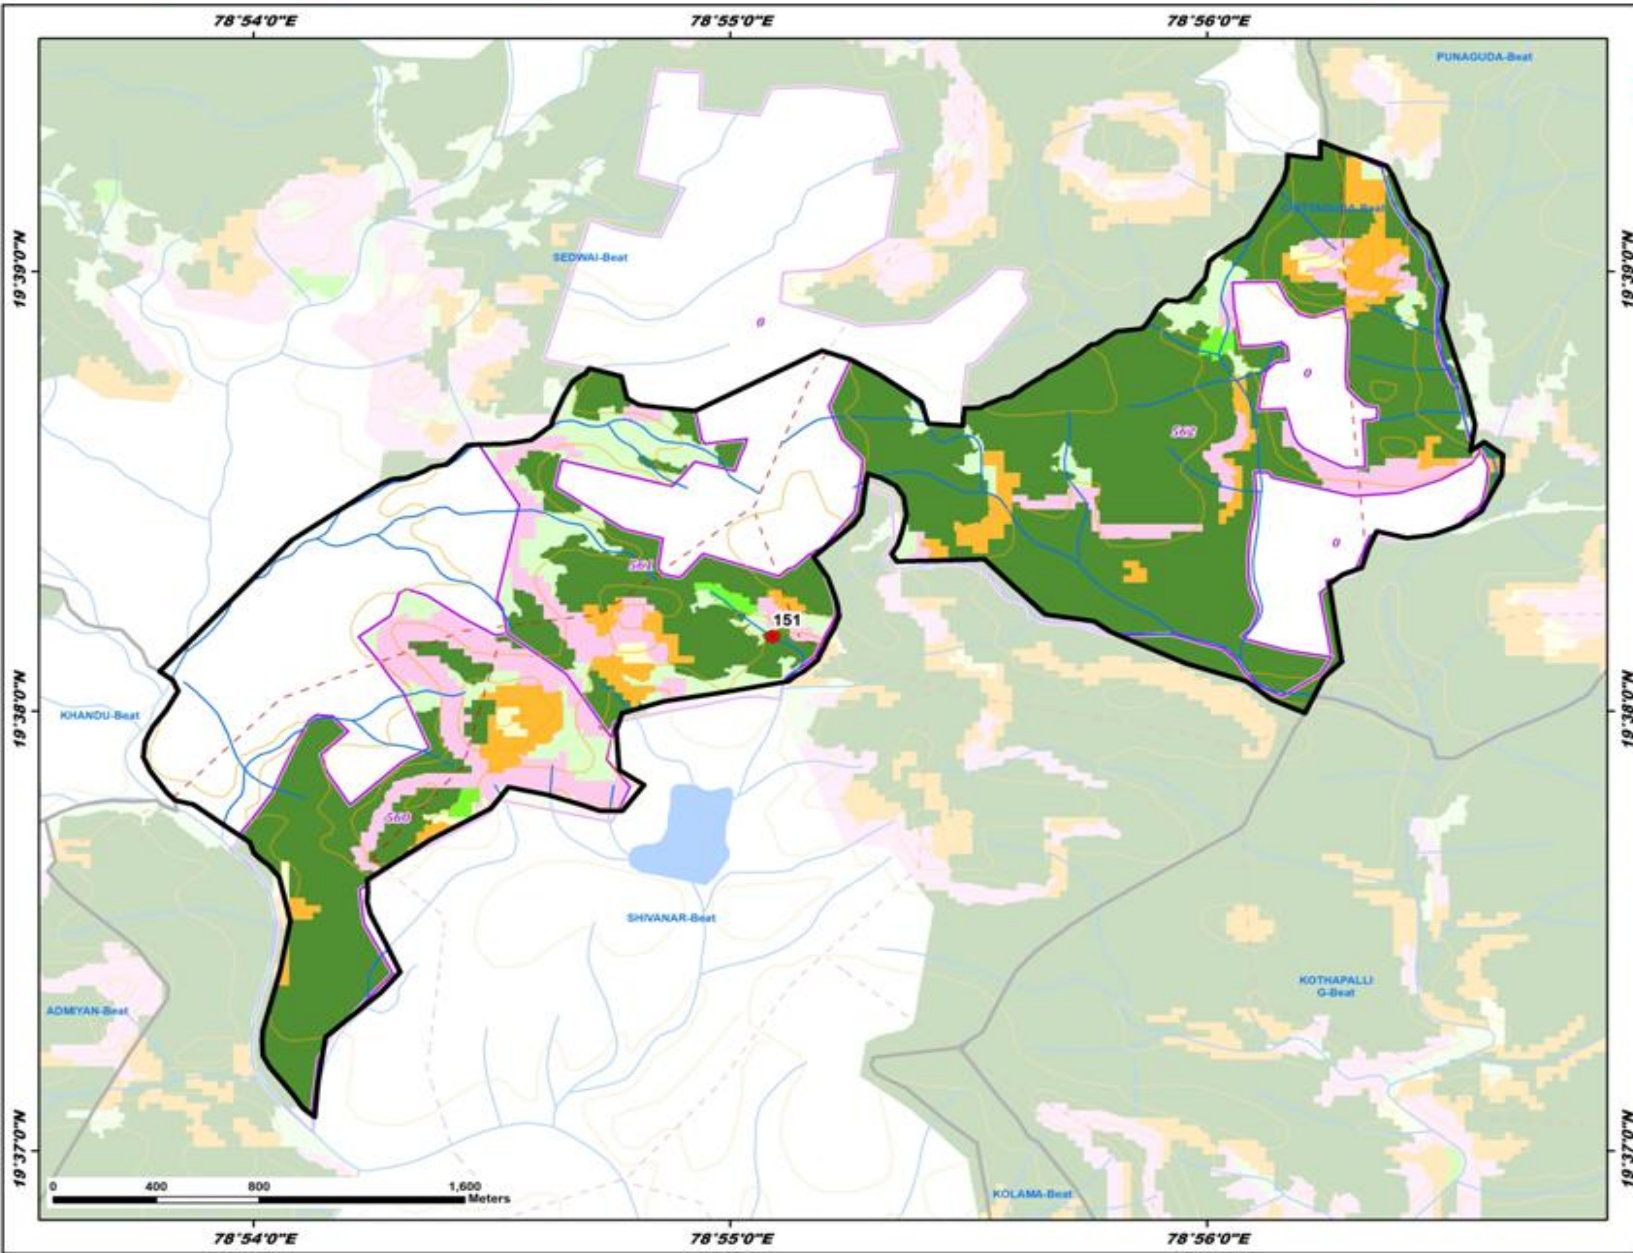 78°54'0"E 78°55'0"E 78°56'0"E
PUNAGUDA-Beat
19°39'0"N
19°39'0"N
SEDWAI-Beat
0
0
562
0
561
151
19°38'0"N
19°38'0"N
KHANDU-Beat
560
SHIVANAR-Beat
KOTHAPALLI
G-Beat
ADMIYAN-Beat
19°37'0"N
19°37'0"N
0 400 800 1,600
Meters
KOLAMA-Beat
78°54'0"E 78°55'0"E 78°56'0"E